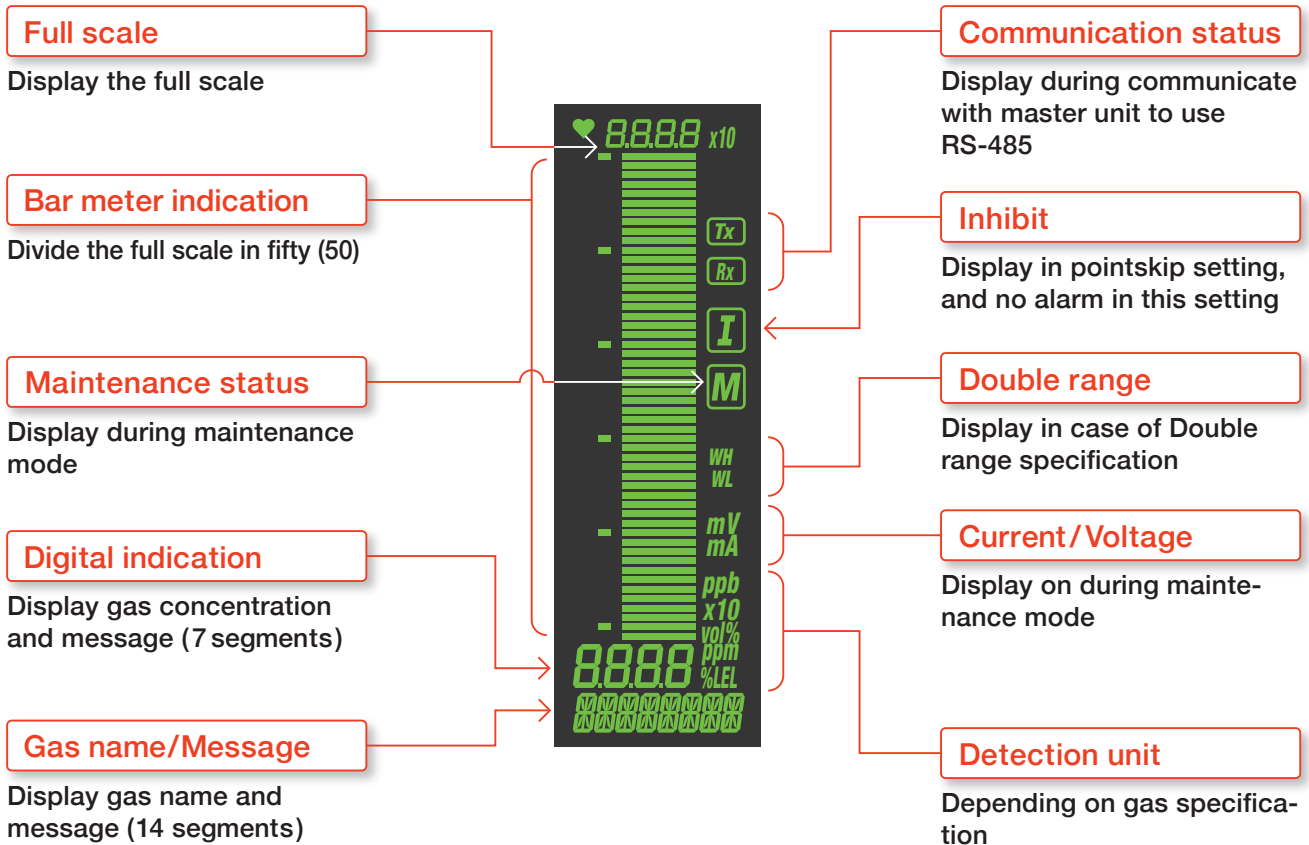 Full scale
Display the full scale
Bar meter indication
Divide the full scale in fifty (50)
Maintenance status
Display during maintenance
mode
Digital indication
Display gas concentration
and message (7 segments)
Gas name/Message
Display gas name and
message (14 segments)
8.8.8.8 x10
Tx
Rx
I
M
WH
WL
mV
mA
ppb
x10
vol%
ppm
8.8.8.8 %LEL
Communication status
Display during communicate
with master unit to use
RS-485
Inhibit
Display in pointskip setting,
and no alarm in this setting
Double range
Display in case of Double
range specification
Current/Voltage
Display on during mainte-
nance mode
Detection unit
Depending on gas specifica-
tion